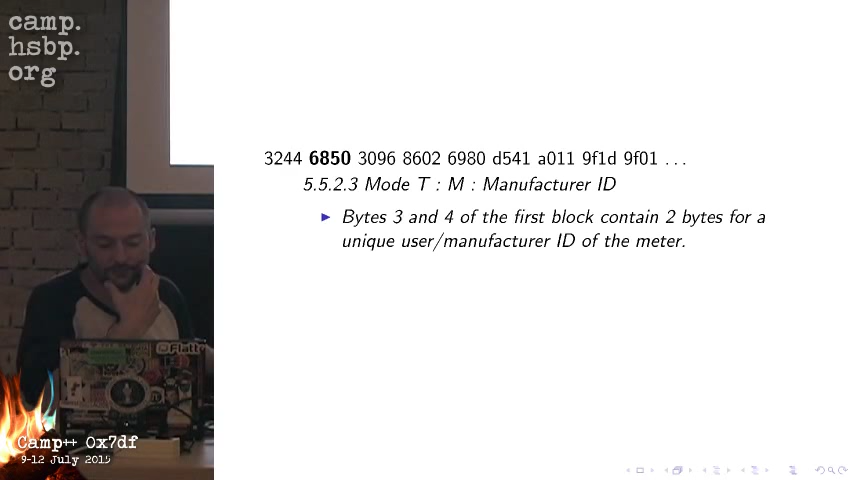 camp.
hsbp.
org
3244 6850 3096 8602 6980 d541 a011 9f1d 9f01 ...
5.5.2.3 Mode T : M : Manufacturer ID
Bytes 3 and 4 of the first block contain 2 bytes for a
unique user/manufacturer ID of the meter.
Flattr
Camp++ 0x7df
9-12 July 2015